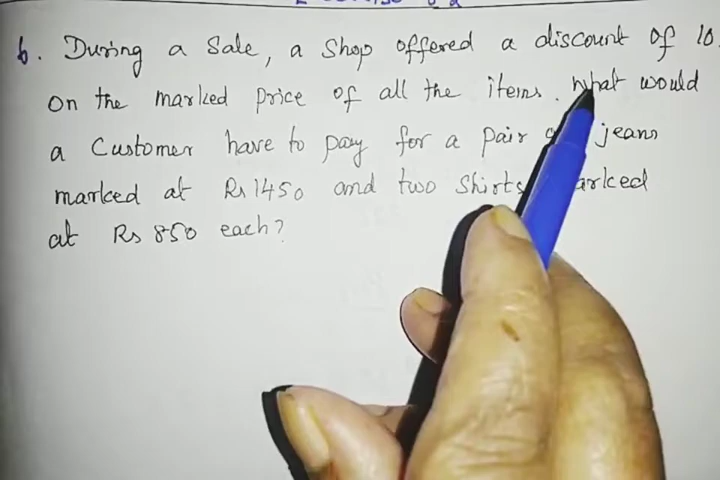 6. During a Sale, a Shop offered a discount of 10
on the marked price of all the items. What would
a Customer have to pay for a pair jeans
marked at Rs 1450 and two Shirts arked
at Rs 850 each?